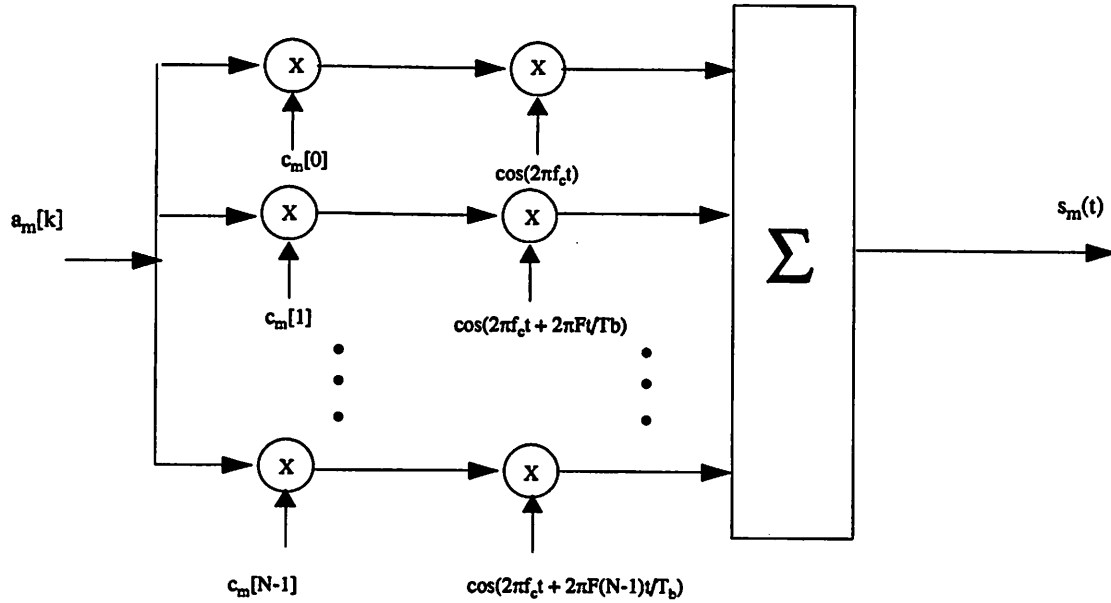 x
x
c_m[0]
cos(2πf_ct)
a_m[k]
x
x
s_m(t)
Σ
c_m[1]
cos(2πf_ct + 2πFt/Tb)
x
x
c_m[N-1]
cos(2πf_ct + 2πF(N-1)t/T_b)